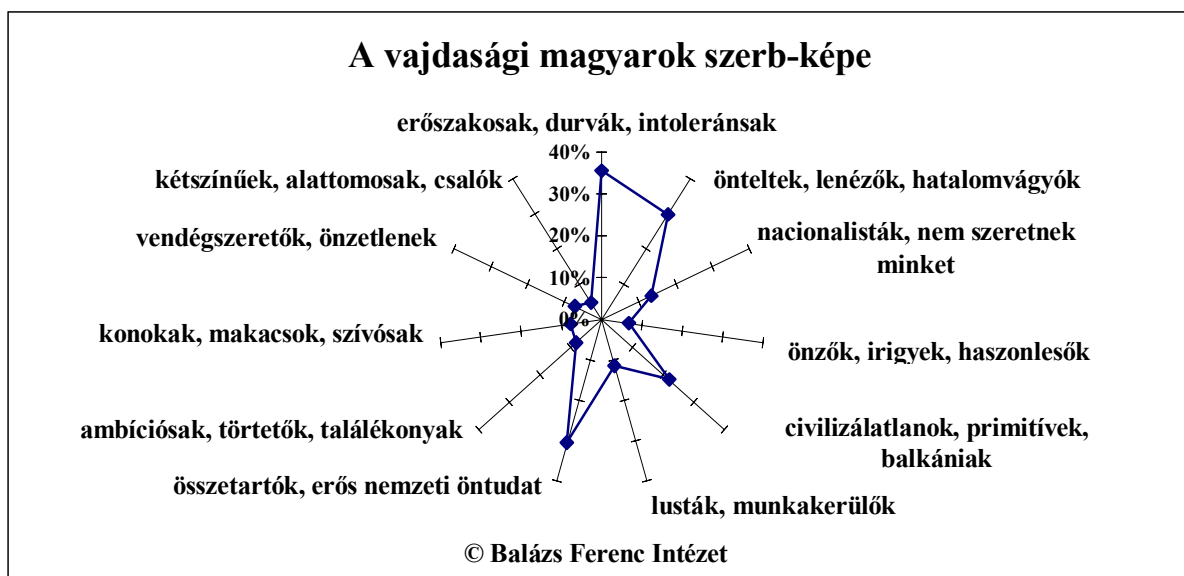 A vajdasági magyarok szerb-képe
erőszakosak, durvák, intoleránsak
40%
kétszínűek, alattomosak, csalók
önteltek, lenézők, hatalomvágyók
30%
vendégszeretők, önzetlenek
nacionalisták, nem szeretnek
minket
20%
10%
0%
konokak, makacsok, szívósak
önzők, irigyek, haszonlesők
ambíciósak, törtetők, találékonyak
civilizálatlanok, primitívek,
balkániak
összetartók, erős nemzeti öntudat
lusták, munkakerülők
© Balázs Ferenc Intézet